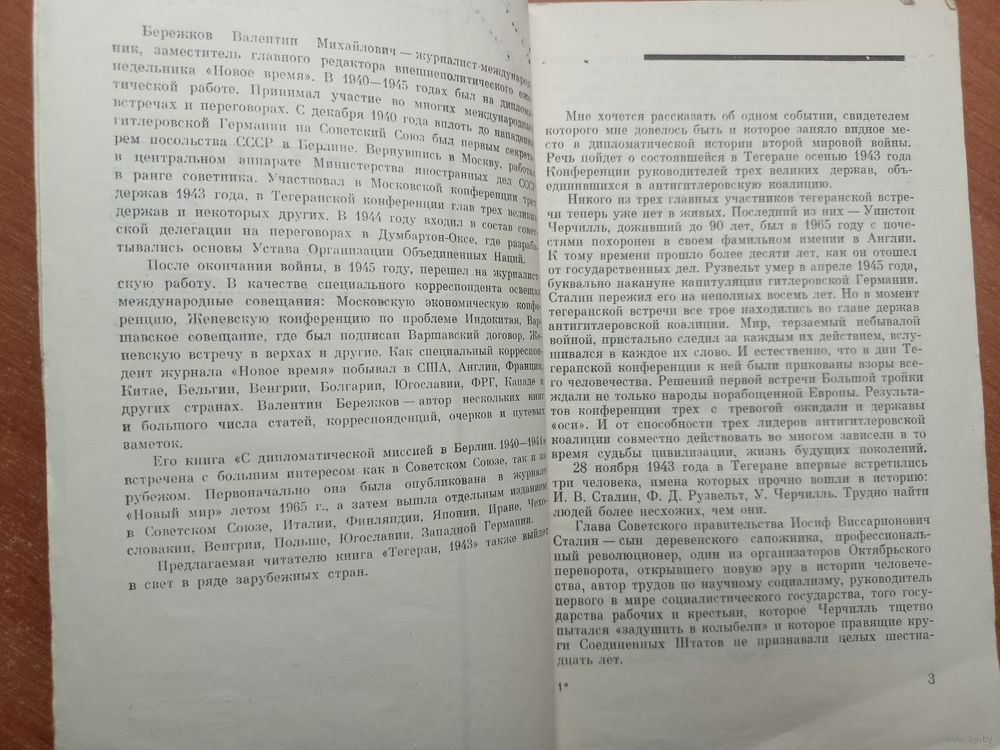 Бережков Валентин Михайлович — журналист-международ-
ник, заместитель главного редактора внешнеполитического еже-
недельника «Новое время». В 1940—1945 годах был на дипломa-
тической работе. Принимал участие во многих международных
встречах и переговорах. С декабря 1940 года вплоть до нападения
гитлеровской Германии на Советский Союз был первым секрета-
рем посольства СССР в Берлине. Вернувшись в Москву, работал
в центральном аппарате Министерства иностранных дел СССР
в ранге советника. Участвовал в Московской конференции трех
держав 1943 года, в Тегеранской конференции глав трех великих
держав и некоторых других. В 1944 году входил в состав совет-
ской делегации на переговорах в Думбартон-Оксе, где разраба-
тывались основы Устава Организации Объединенных Наций.
После окончания войны, в 1945 году, перешел на журналист-
скую работу. В качестве специального корреспондента освещал
международные совещания: Московскую экономическую конфе-
ренцию, Женевскую конференцию по проблеме Индокитая, Вар-
шавское совещание, где был подписан Варшавский договор, Же-
невскую встречу в верхах и другие. Как специальный корреспон-
дент журнала «Новое время» побывал в США, Англии, Франции,
Китае, Бельгии, Венгрии, Болгарии, Югославии, ФРГ, Канаде и
других странах. Валентин Бережков — автор нескольких книг
и большого числа статей, корреспонденций, очерков и путевых
заметок.
Его книга «С дипломатической миссией в Берлин. 1940—1941»
встречена с большим интересом как в Советском Союзе, так и за
рубежом. Первоначально она была опубликована в журнале
«Новый мир» летом 1965 г., а затем вышла отдельным изданием
в Советском Союзе, Италии, Финляндии, Японии, Иране, Чехо-
словакии, Венгрии, Польше, Югославии. Западной Германии.
Предлагаемая читателю книга «Тегеран, 1943» также выйдет
в свет в ряде зарубежных стран.
Мне хочется рассказать об одном событии, свидетелем
которого мне довелось быть и которое заняло видное мес-
то в дипломатической истории второй мировой войны.
Речь пойдет о состоявшейся в Тегеране осенью 1943 года
Конференции руководителей трех великих держав, объ-
единившихся в антигитлеровскую коалицию.
Никого из трех главных участников тегеранской встре-
чи теперь уже нет в живых. Последний из них — Уинстон
Черчилль, доживший до 90 лет, был в 1965 году с поче-
стями похоронен в своем фамильном имении в Англии.
К тому времени прошло более десяти лет, как он отошел
от государственных дел. Рузвельт умер в апреле 1945 года,
буквально накануне капитуляции гитлеровской Германии.
Сталин пережил его на неполных восемь лет. Но в момент
тегеранской встречи все трое находились во главе держав
антигитлеровской коалиции. Мир, терзаемый небывалой
войной, пристально следил за каждым их действием, вслу-
шивался в каждое их слово. И естественно, что в дни Те-
геранской конференции к ней были прикованы взоры все-
го человечества. Решений первой встречи Большой тройки
ждали не только народы порабощенной Европы. Результа-
тов конференции трех с тревогой ожидали и державы
«оси». И от способности трех лидеров антигитлеровской
коалиции совместно действовать во многом зависели в то
время судьбы цивилизации, жизнь будущих поколений.
28 ноября 1943 года в Тегеране впервые встретились
три человека, имена которых прочно вошли в историю:
И. В. Сталин, Ф. Д. Рузвельт, У. Черчилль. Трудно найти
людей более несхожих, чем они.
Глава Советского правительства Иосиф Виссарионович
Сталин — сын деревенского сапожника, профессиональ-
ный революционер, один из организаторов Октябрьского
переворота, открывшего новую эру в истории человече-
ства, автор трудов по научному социализму, руководитель
первого в мире социалистического государства, того госу-
дарства рабочих и крестьян, которое Черчилль тщетно
пытался «задушить в колыбели» и которое правящие кру-
ги Соединенных Штатов не признавали целых шестна-
дцать лет.
1*
3
www.ay.by